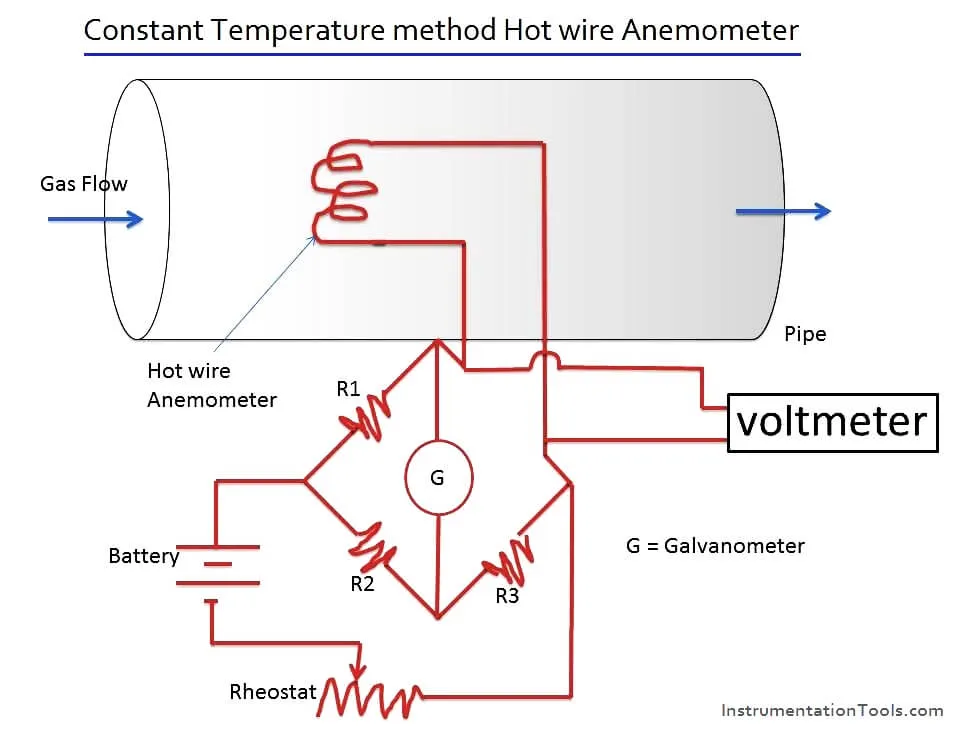 Constant Temperature method Hot wire Anemometer
Gas Flow
Pipe
Hot wire
Anemometer
R1
voltmeter
G
Battery
R2
R3
G = Galvanometer
Rheostat
InstrumentationTools.com